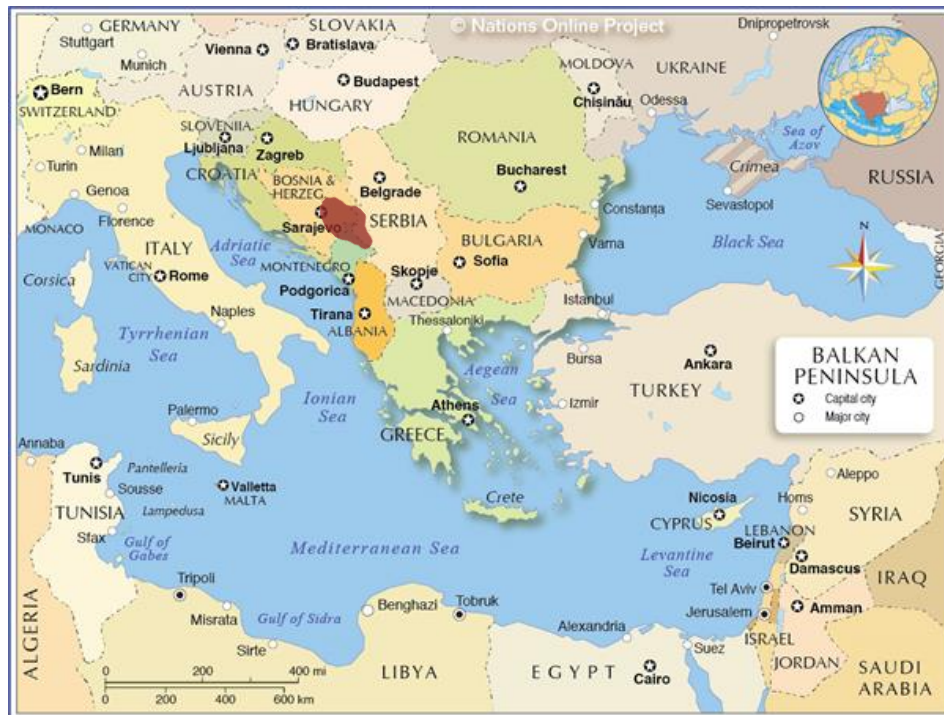 © Nations Online Project
GERMANY
Stuttgart
Munich
SLOVAKIA
Vienna
Bratislava
Dnipropetrovsk
MOLDOVA
UKRAINE
Bern
SWITZERLAND
AUSTRIA
Budapest
HUNGARY
Chișinău
Odessa
SLOVENIIA
Ljubljana
Zagreb
ROMANIA
Sea of
Azov
Turin
Milan
CROATIA
BOSNIA &
HERZEG
Belgrade
Bucharest
Crimea
RUSSIA
Genoa
Florence
MONACO
Sarajevo
SERBIA
Constanța
Sevastopol
ITALY
Adriatic
Sea
BULGARIA
Varna
Black Sea
N
GEORGIA
VATICAN
CITY
Rome
MONTENEGRO
Podgorica
Skopje
Sofia
Corsica
MACEDONIA
Istanbul
Naples
Tirana
ALBANIA
Thessaloniki
Tyrrhenian
Sea
Sardinia
Bursa
Ankara
BALKAN
PENINSULA
Capital city
Major city
Aegean
Sea
TURKEY
Ionian
Sea
Izmir
Palermo
Sicily
Athens
GREECE
Annaba
Tunis
Pantelleria
Sousse
Lampedusa
TUNISIA
Sfax
Gulf of
Gabes
Valletta
MALTA
Crete
Nicosia
CYPRUS
Aleppo
Homs
SYRIA
LEBANON
Beirut
Damascus
Mediterranean Sea
Levantine
Sea
IRAQ
Tripoli
Misrata
Gulf of Sidra
Benghazi
Tobruk
Tel Aviv
Jerusalem
Amman
Alexandria
Suez
ISRAEL
JORDAN
Sirte
ALGERIA
LIBYA
EGYPT
Cairo
SAUDI
ARABIA
0 200 400 mi
0 200 400 600 km